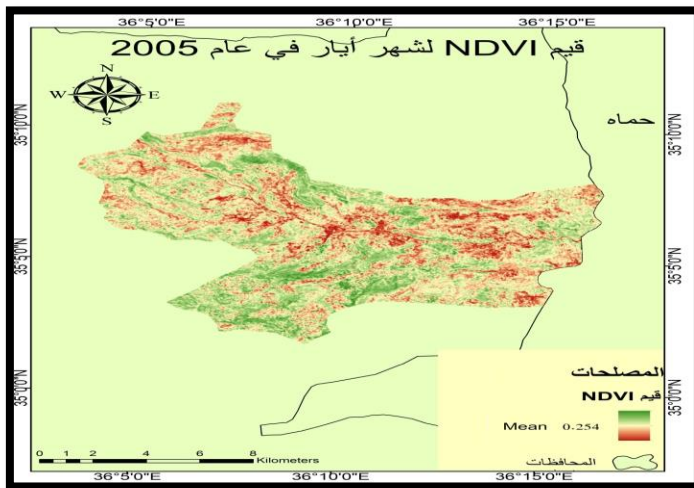 36°5'0"E 36°10'0"E 36°15'0"E
قيم NDVI لشهر أيار في عام 2005
N
W E
S
حماه
35°10'0"N 35°10'0"N
35°5'0"N 35°5'0"N
35°0'0"N 35°0'0"N
المصلحات
قيم NDVI
Mean 0.254
المحافظات
0 1 2 4 6 8
Kilometers
36°5'0"E 36°10'0"E 36°15'0"E